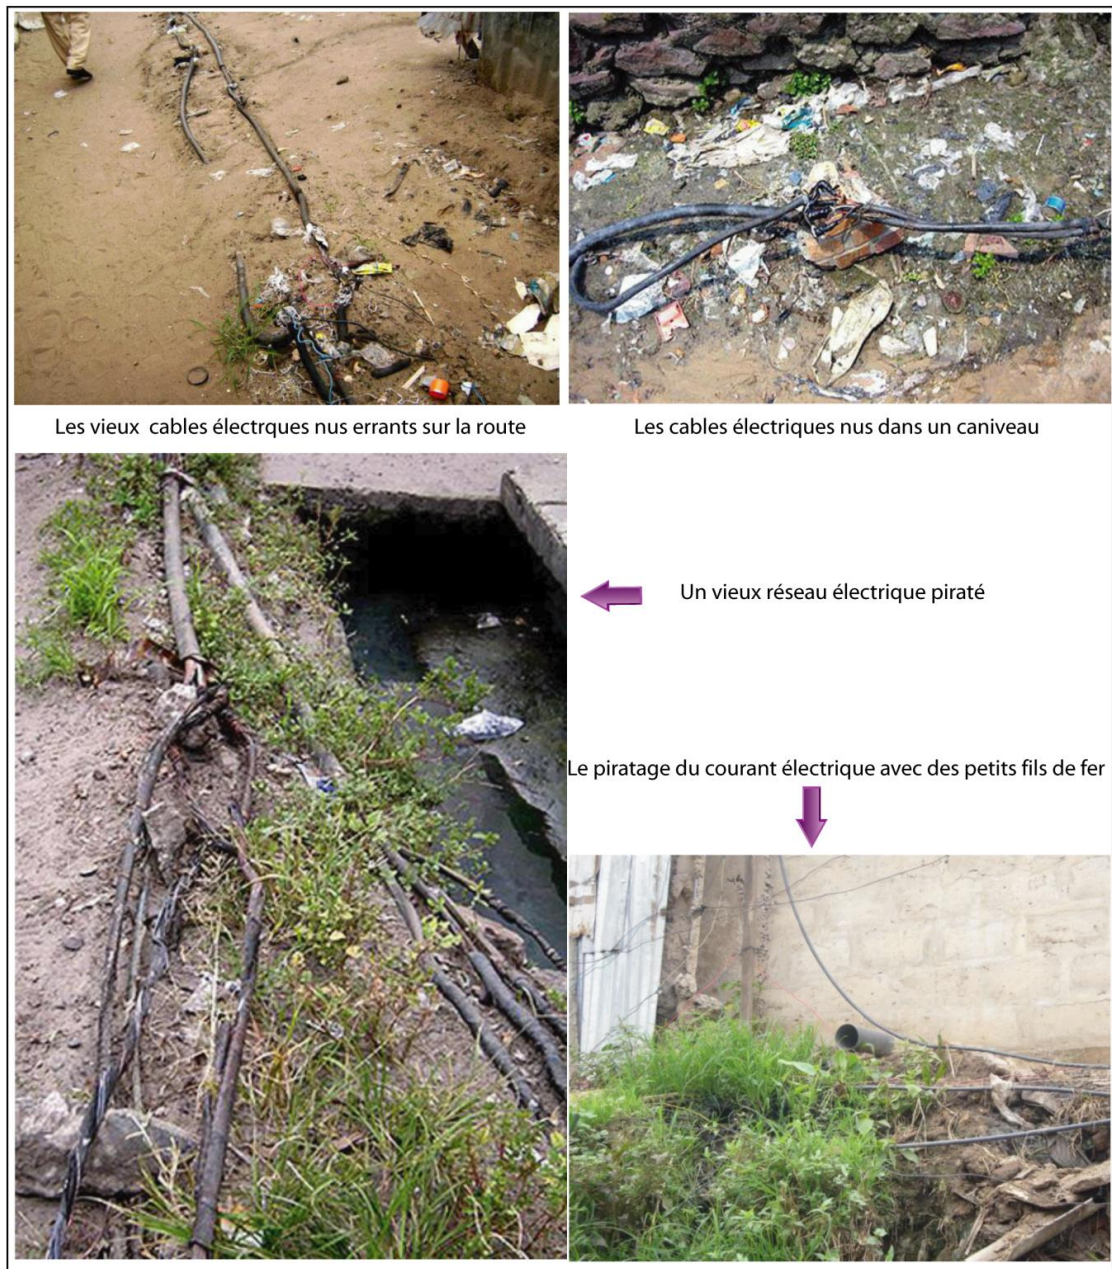 Les vieux cables électrques nus errants sur la route
Les cables électriques nus dans un caniveau
Un vieux réseau électrique piraté
Le piratage du courant électrique avec des petits fils de fer